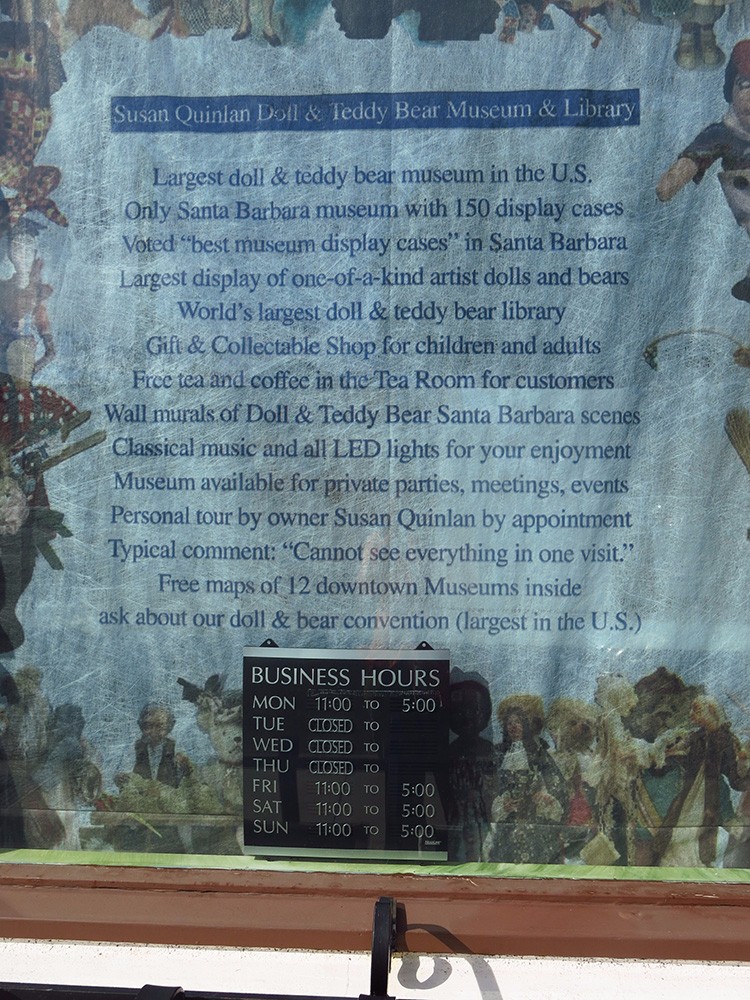 Susan Quinlan Doll & Teddy Bear Museum & Library
Largest doll & teddy bear museum in the U.S.
Only Santa Barbara museum with 150 display cases
Voted “best museum display cases” in Santa Barbara
Largest display of one-of-a-kind artist dolls and bears
World’s largest doll & teddy bear library
Gift & Collectable Shop for children and adults
Free tea and coffee in the Tea Room for customers
Wall murals of Doll & Teddy Bear Santa Barbara scenes
Classical music and all LED lights for your enjoyment
Museum available for private parties, meetings, events
Personal tour by owner Susan Quinlan by appointment
Typical comment: “Cannot see everything in one visit.”
Free maps of 12 downtown Museums inside
ask about our doll & bear convention (largest in the U.S.)
BUSINESS HOURS
MON 11:00 TO 5:00
TUE CLOSED TO
WED CLOSED TO
THU CLOSED TO
FRI 11:00 TO 5:00
SAT 11:00 TO 5:00
SUN 11:00 TO 5:00